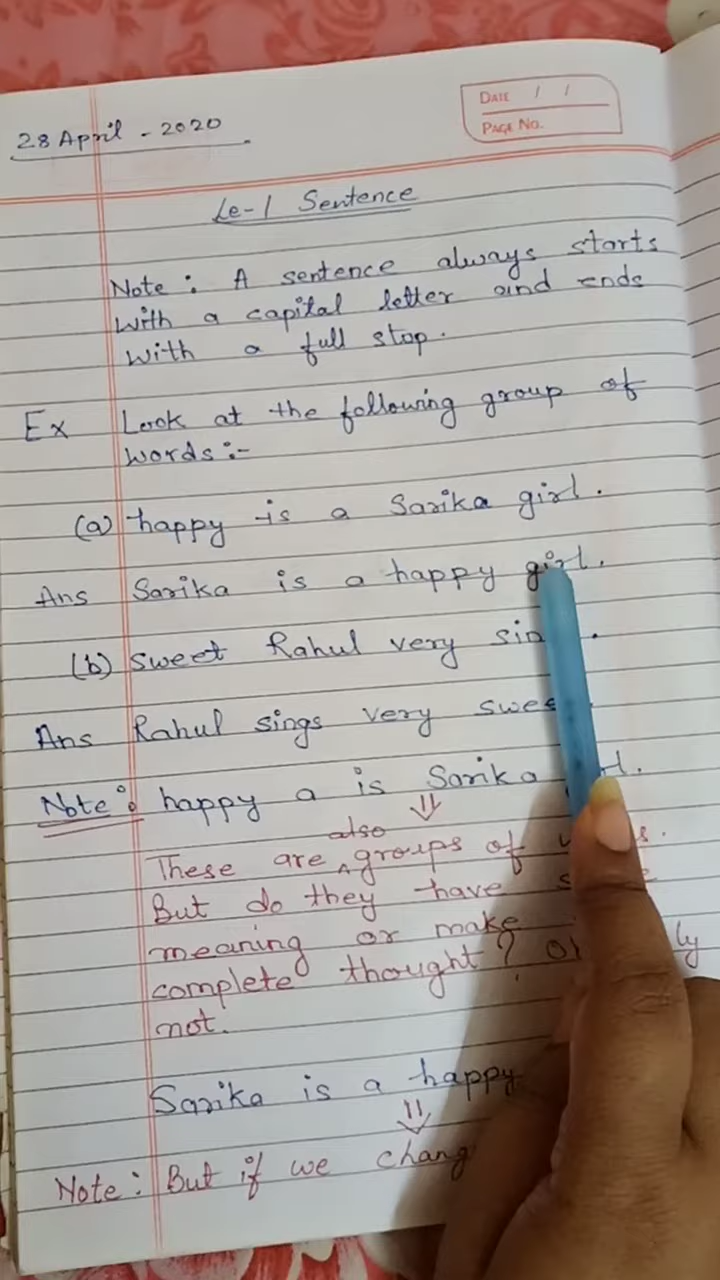 28 April - 2020
DATE / /
PAGE NO.
Le-1 Sentence
Note: A sentence always starts
with a capital letter and ends
with a full stop.
Ex Look at the following group of
words:-
(a) happy is a Sarika girl.
Ans Sarika is a happy girl.
(b) sweet Rahul very
Ans Rahul sings very
Note: happy a is Sarika
also
These are groups of
But do they have
meaning or make
complete thought?
not.
Sarika is a happy
Note: But if we